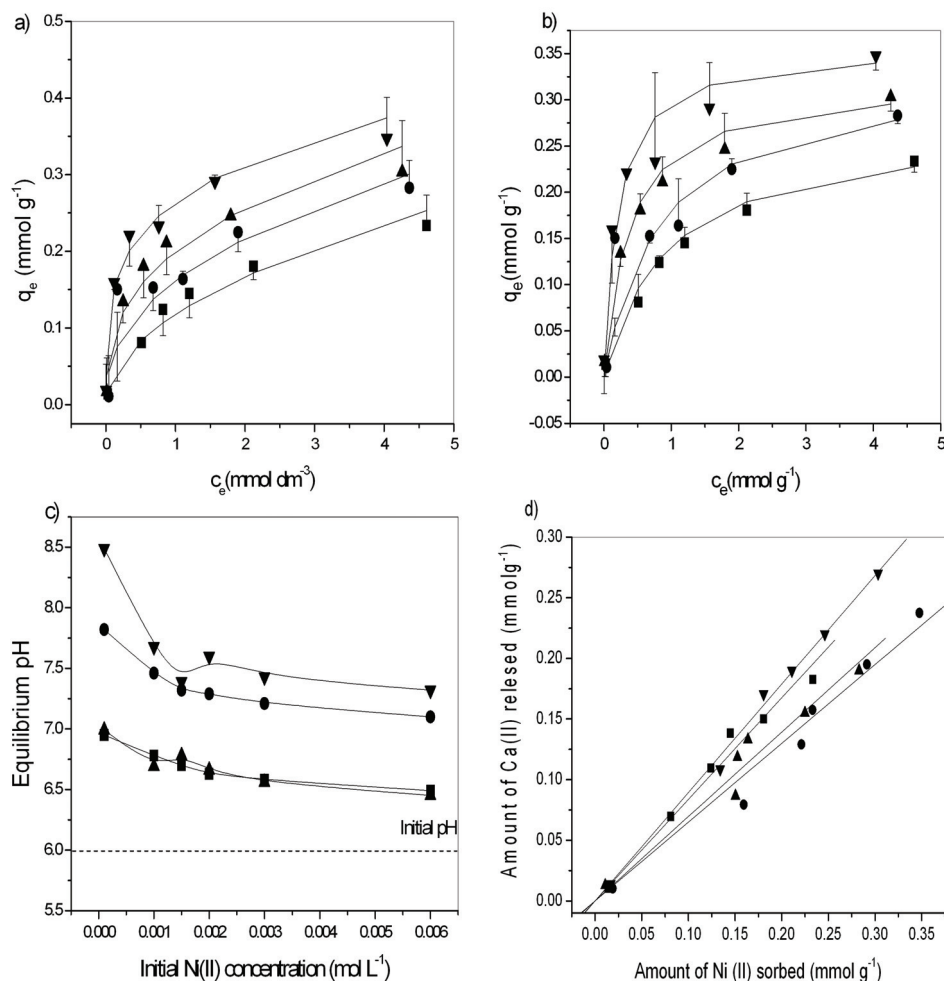 a)
0.5
0.4
0.3
0.2
0.1
0.0
qe (mmol g-1)
0 1 2 3 4 5
ce(mmol dm-3)
b)
0.35
0.30
0.25
0.20
0.15
0.10
0.05
0.00
-0.05
qe(mmol g-1)
0 1 2 3 4 5
ce(mmol g-1)
c)
8.5
8.0
7.5
7.0
6.5
6.0
5.5
Equilibrium pH
Initial pH
0.000 0.001 0.002 0.003 0.004 0.005 0.006
Initial Ni(II) concentration (mol L-1)
d)
0.30
0.25
0.20
0.15
0.10
0.05
0.00
Amount of Ca(II) relesed (mmolg-1)
0.00 0.05 0.10 0.15 0.20 0.25 0.30 0.35
Amount of Ni (II) sorbed (mmol g-1)